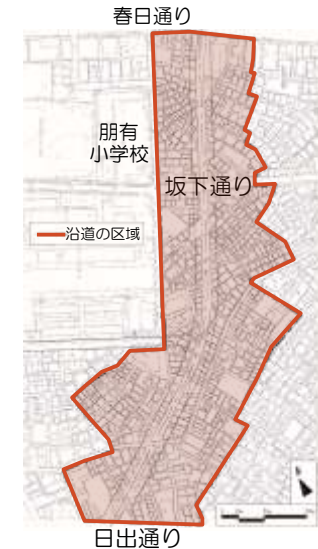 春日通り
朋有
小学校
坂下通り
沿道の区域
日出通り